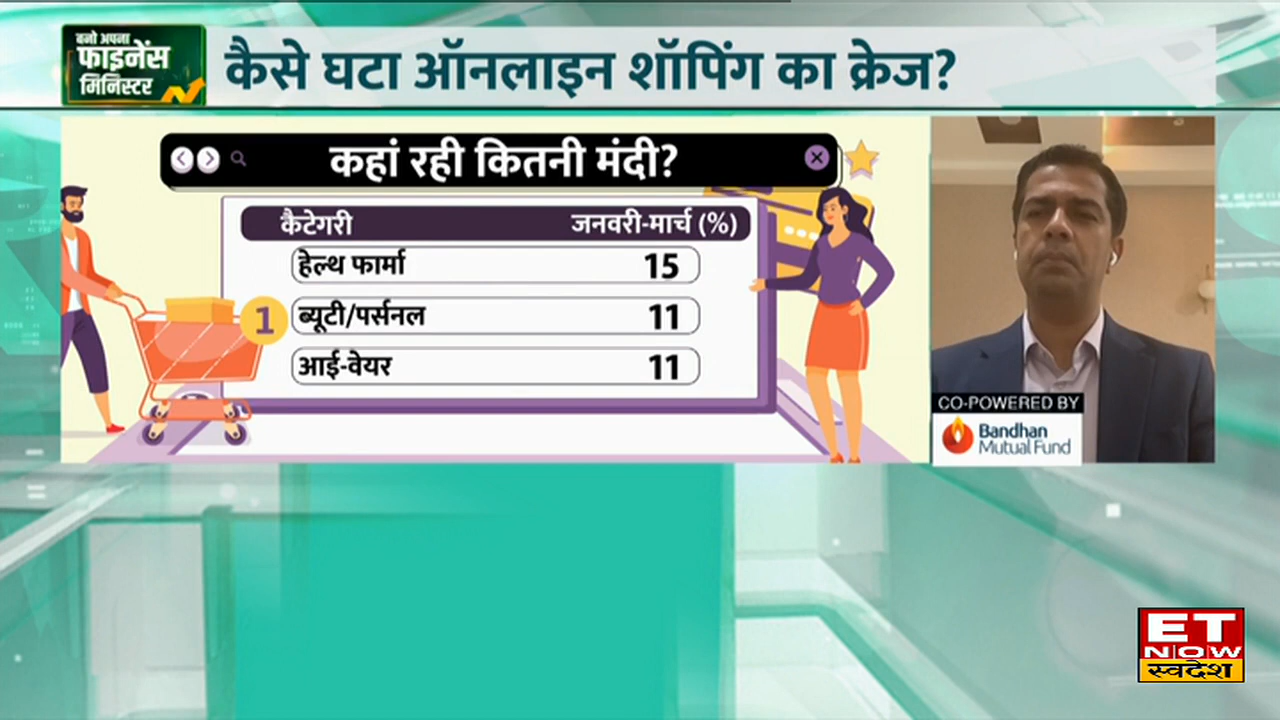 बनो अपना
फाइनेंस
मिनिस्टर
कैसे घटा ऑनलाइन शॉपिंग का क्रेज?
कहां रही कितनी मंदी?
कैटेगरी जनवरी-मार्च (%)
हेल्थ फार्मा 15
1
ब्यूटी/पर्सनल 11
आई-वेयर 11
CO-POWERED BY
Bandhan
Mutual Fund
ET
NOW
स्वदेश